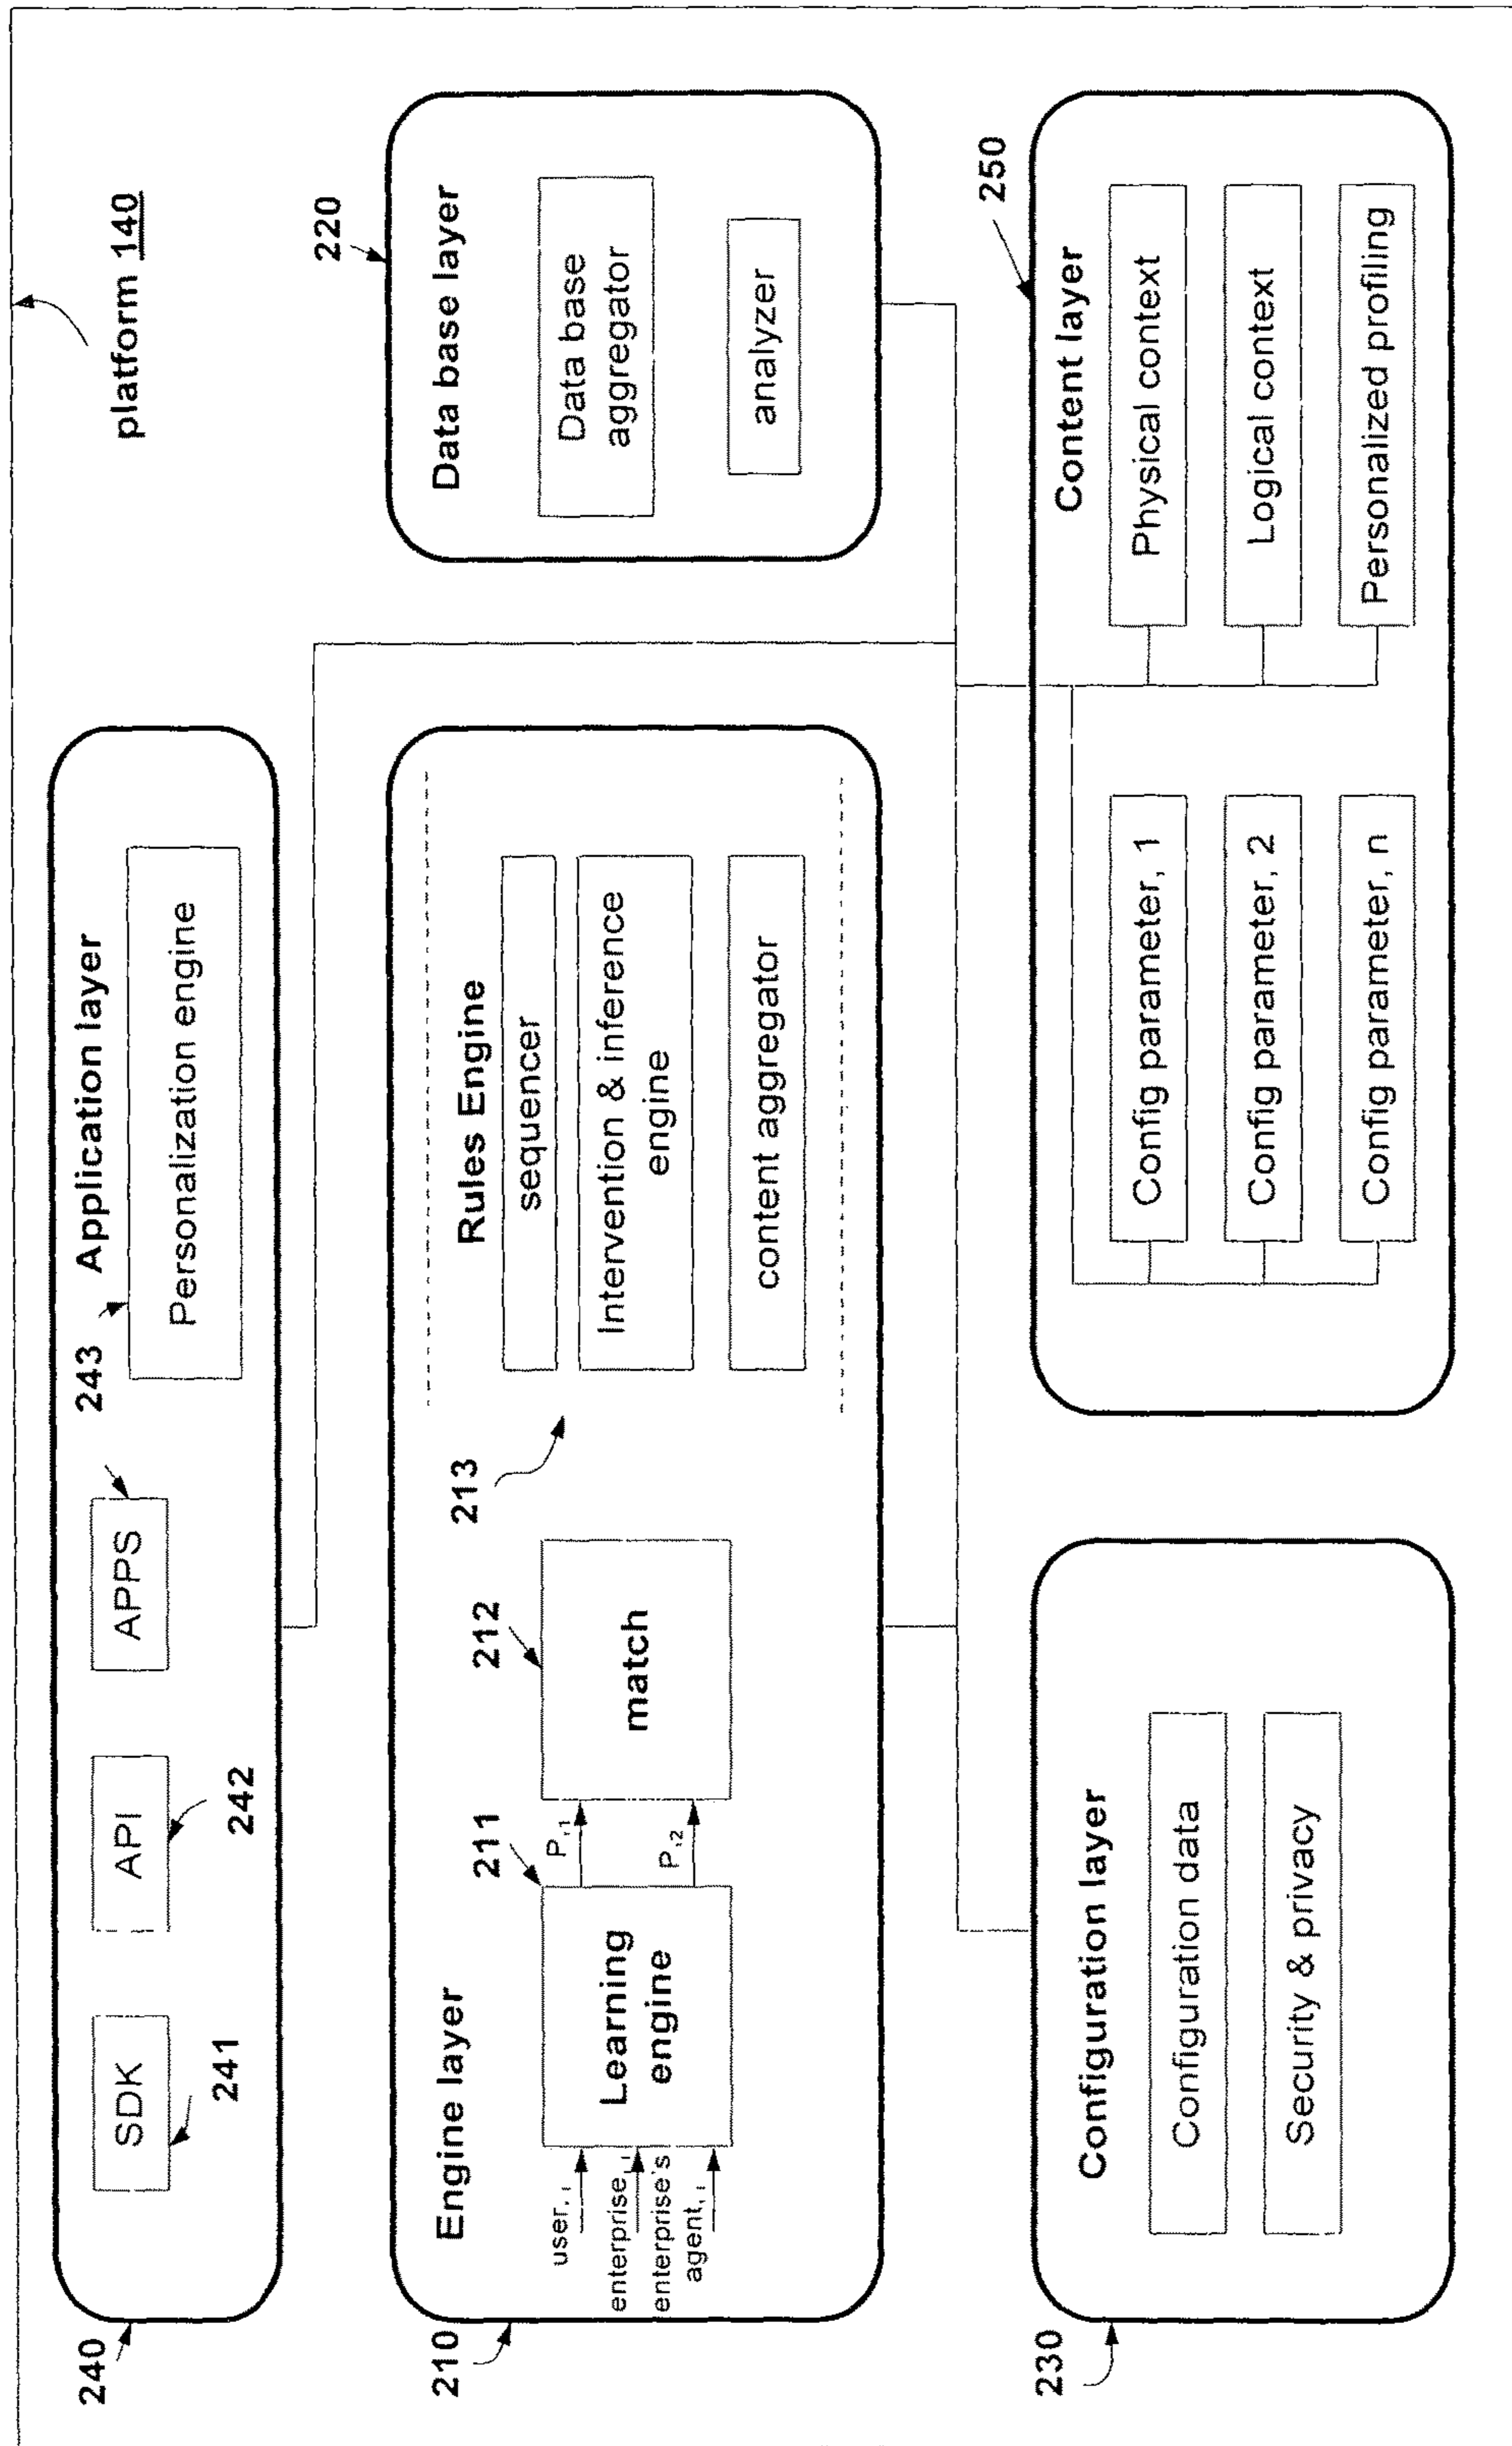 platform 140
240
Application layer
SDK
241
API
242
APPS
243
Personalization engine
210
Engine layer
user,
enterprise,
enterprise's
agent,
211
Learning
engine
P,1
P,2
212
match
213
Rules Engine
sequencer
Intervention & inference
engine
content aggregator
220
Data base layer
Data base
aggregator
analyzer
230
Configuration layer
Configuration data
Security & privacy
250
Content layer
Config parameter, 1
Config parameter, 2
Config parameter, n
Physical context
Logical context
Personalized profiling